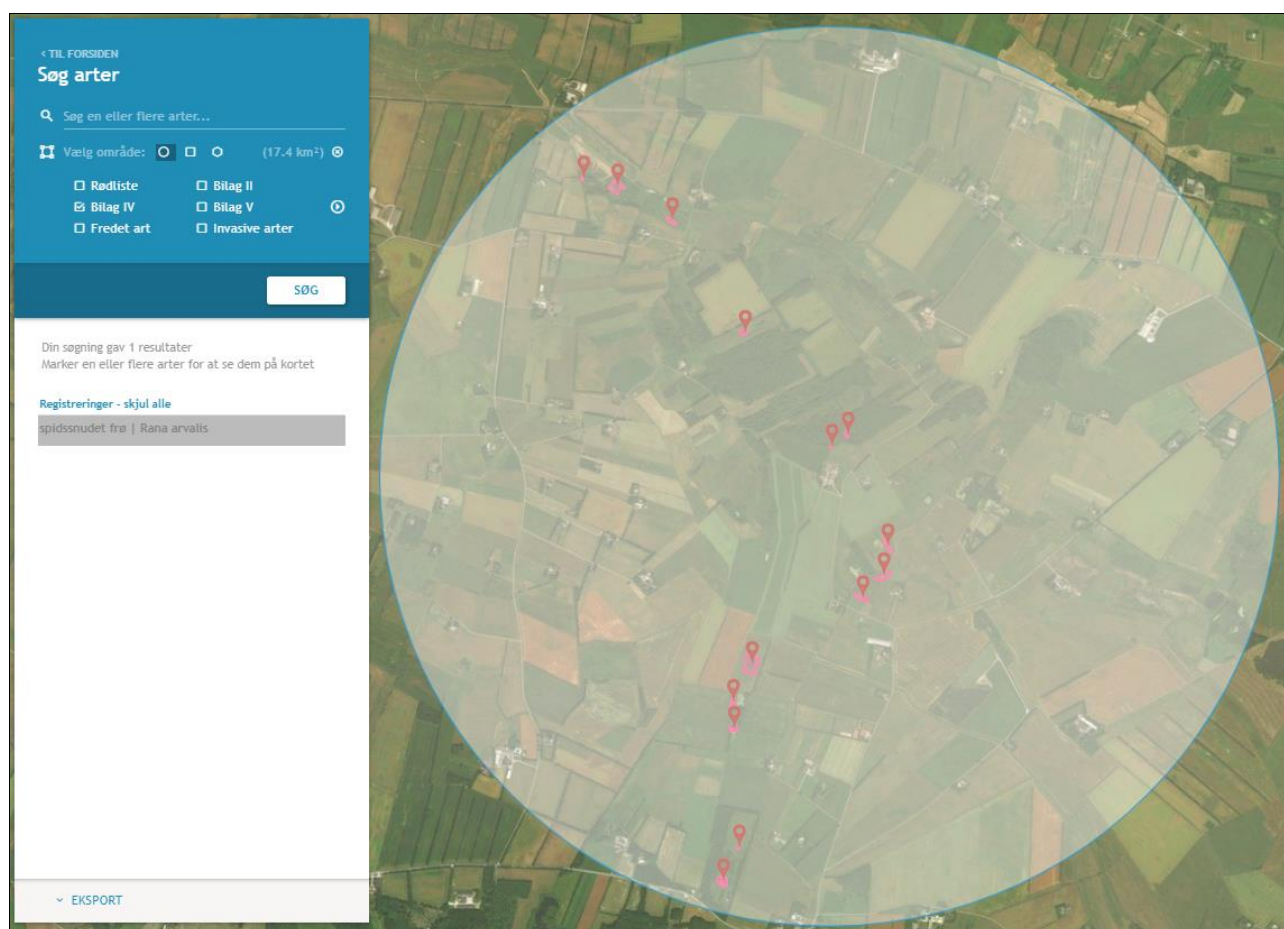 ‹ TIL FORSIDEN
Søg arter
Søg en eller flere arter...
Vælg område: (17.4 km²)
Rødliste Bilag II
Bilag IV Bilag V
Fredet art Invasive arter
SØG
Din søgning gav 1 resultater
Marker en eller flere arter for at se dem på kortet
Registreringer - skjul alle
spidssnudet frø | Rana arvalis
EKSPORT